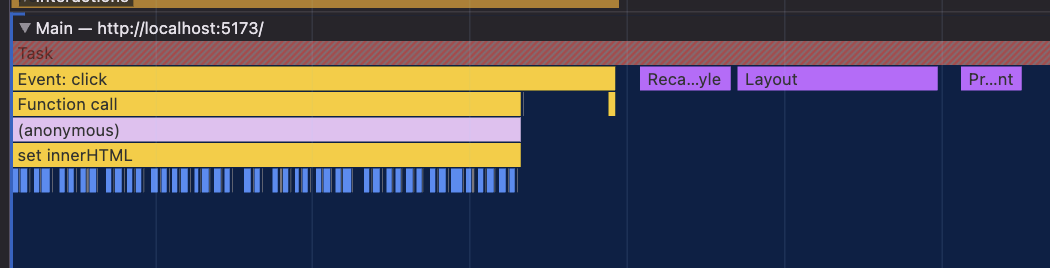 Interactions
Main — http://localhost:5173/
Task
Event: click
Reca...yle
Layout
Pr...nt
Function call
(anonymous)
set innerHTML